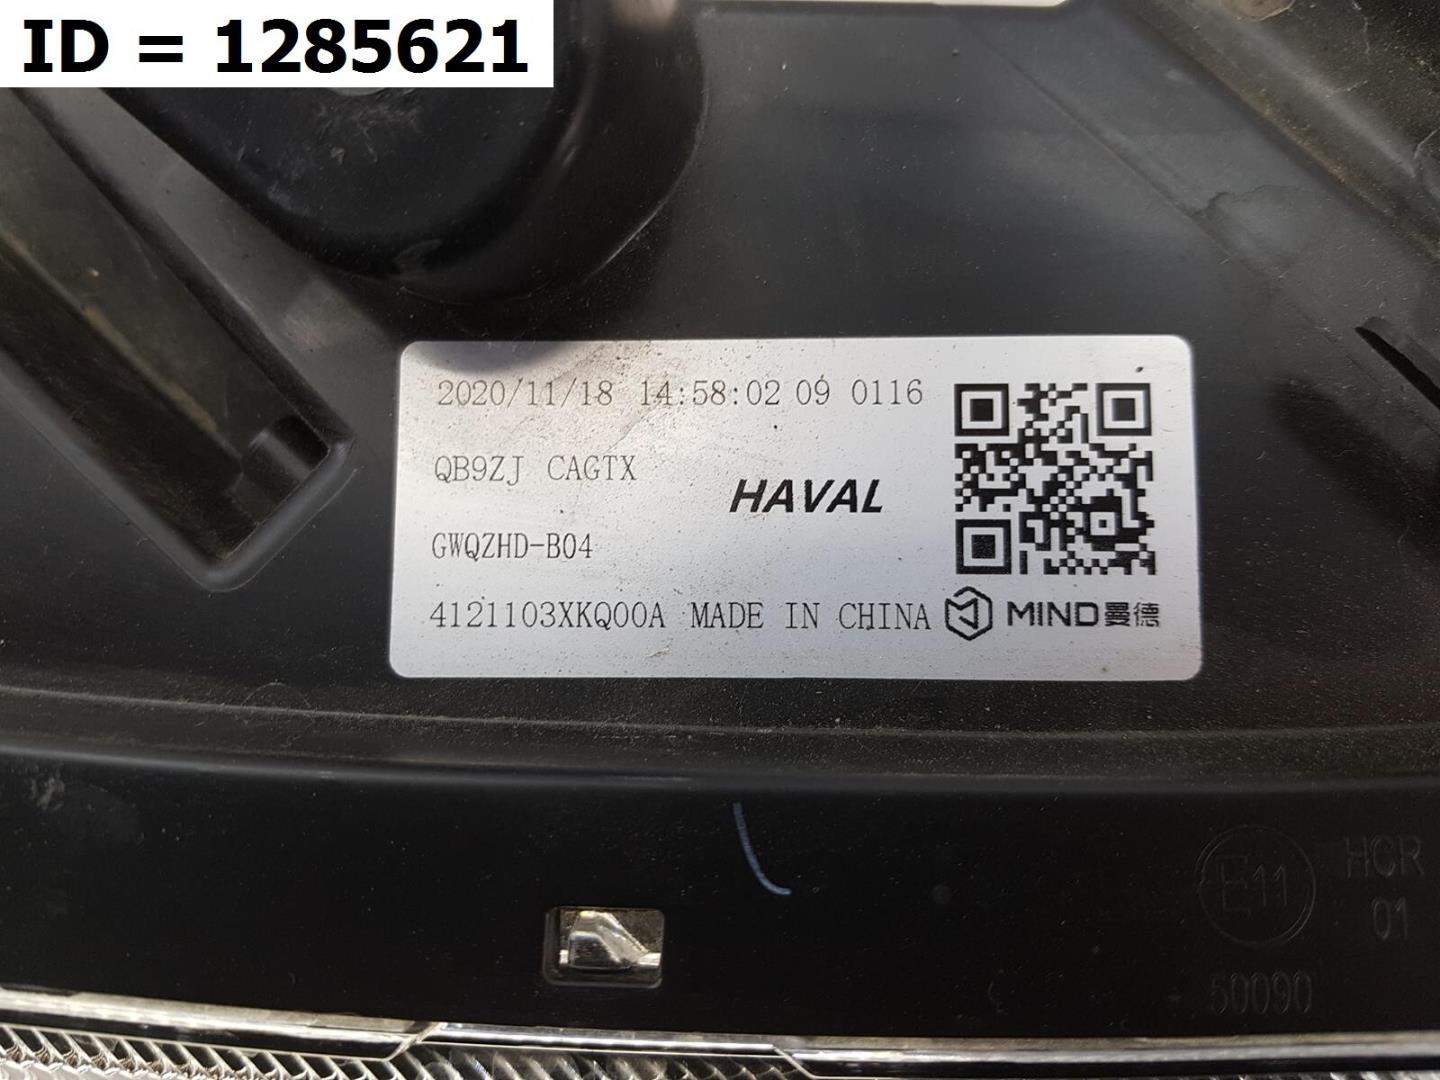 ID = 1285621
2020/11/18 14:58:02 09 0116
QB9ZJ CAGTX
HAVAL
GWQZHD-B04
4121103XKQ00A MADE IN CHINA
MIND曼德
E11
HCR
01
50090